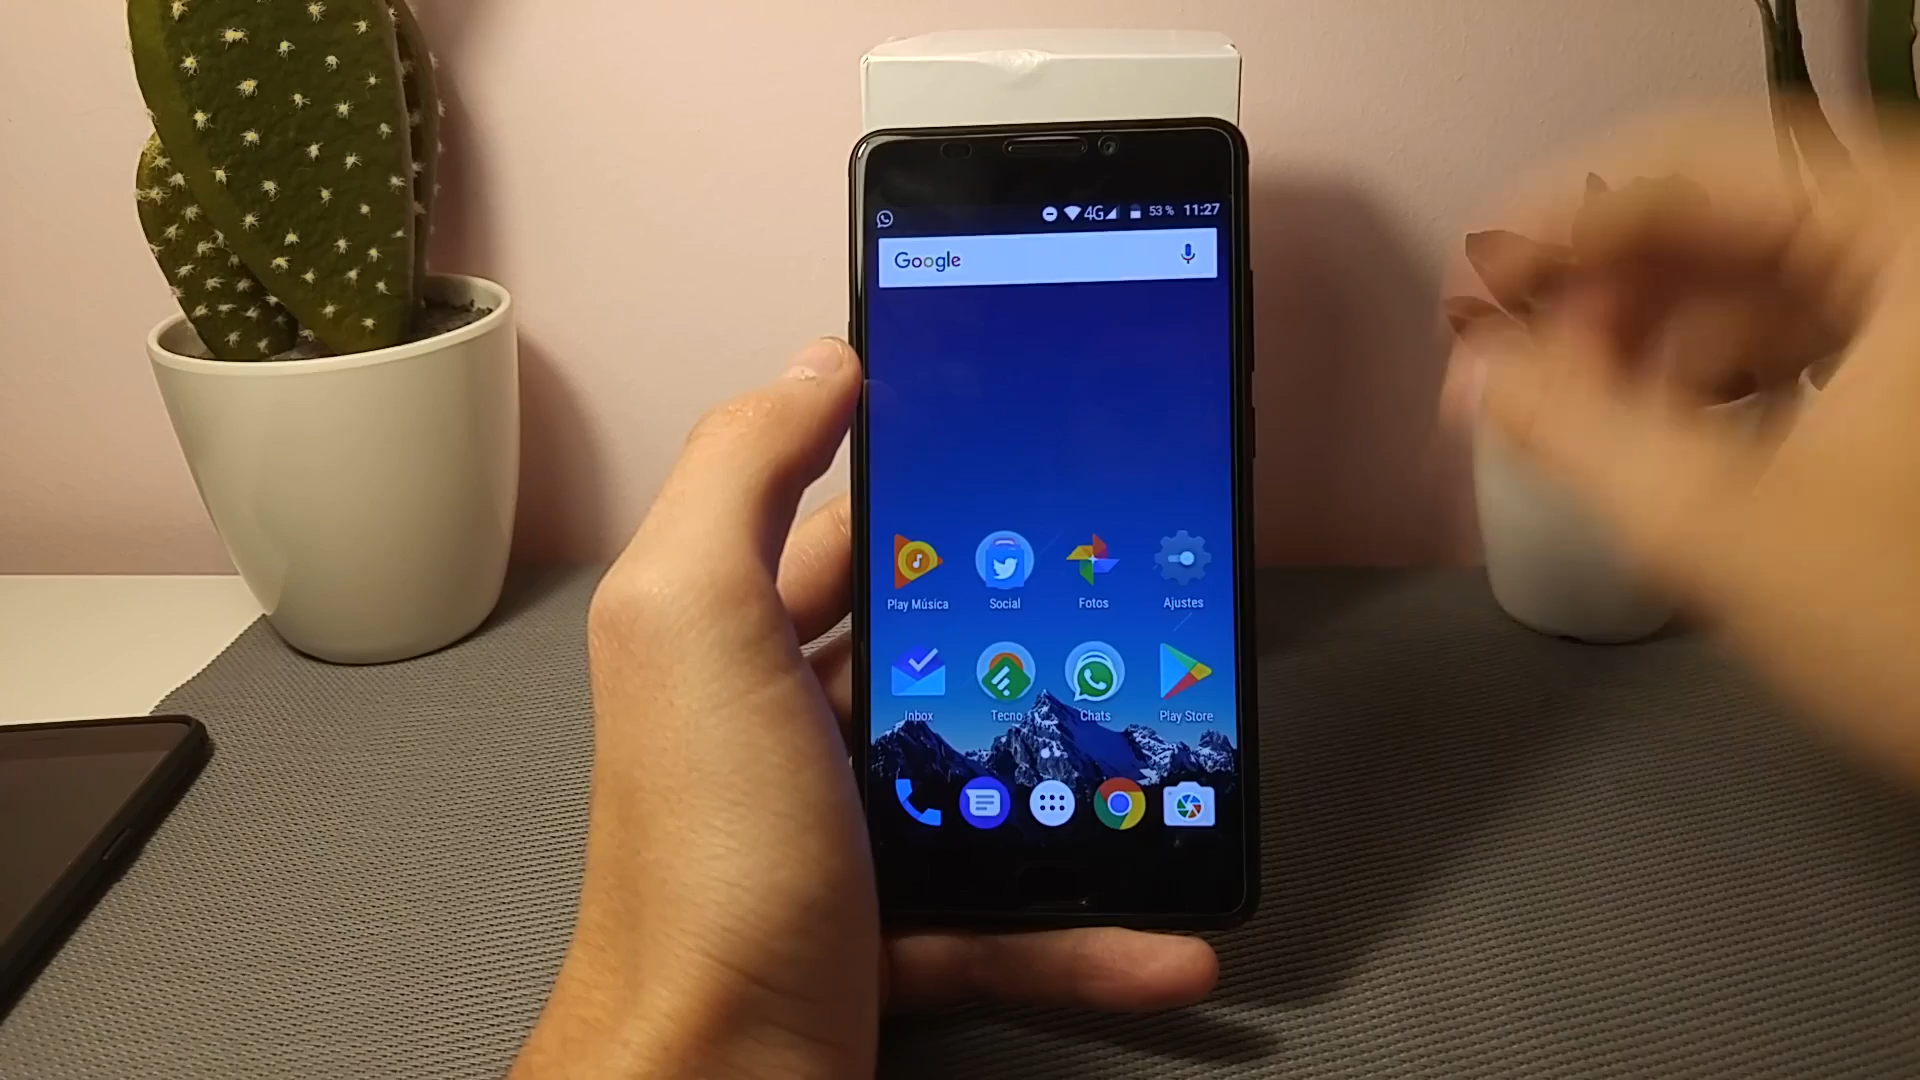 4G 53 % 11:27
Google
Play Música Social Fotos Ajustes
Inbox Tecno Chats Play Store